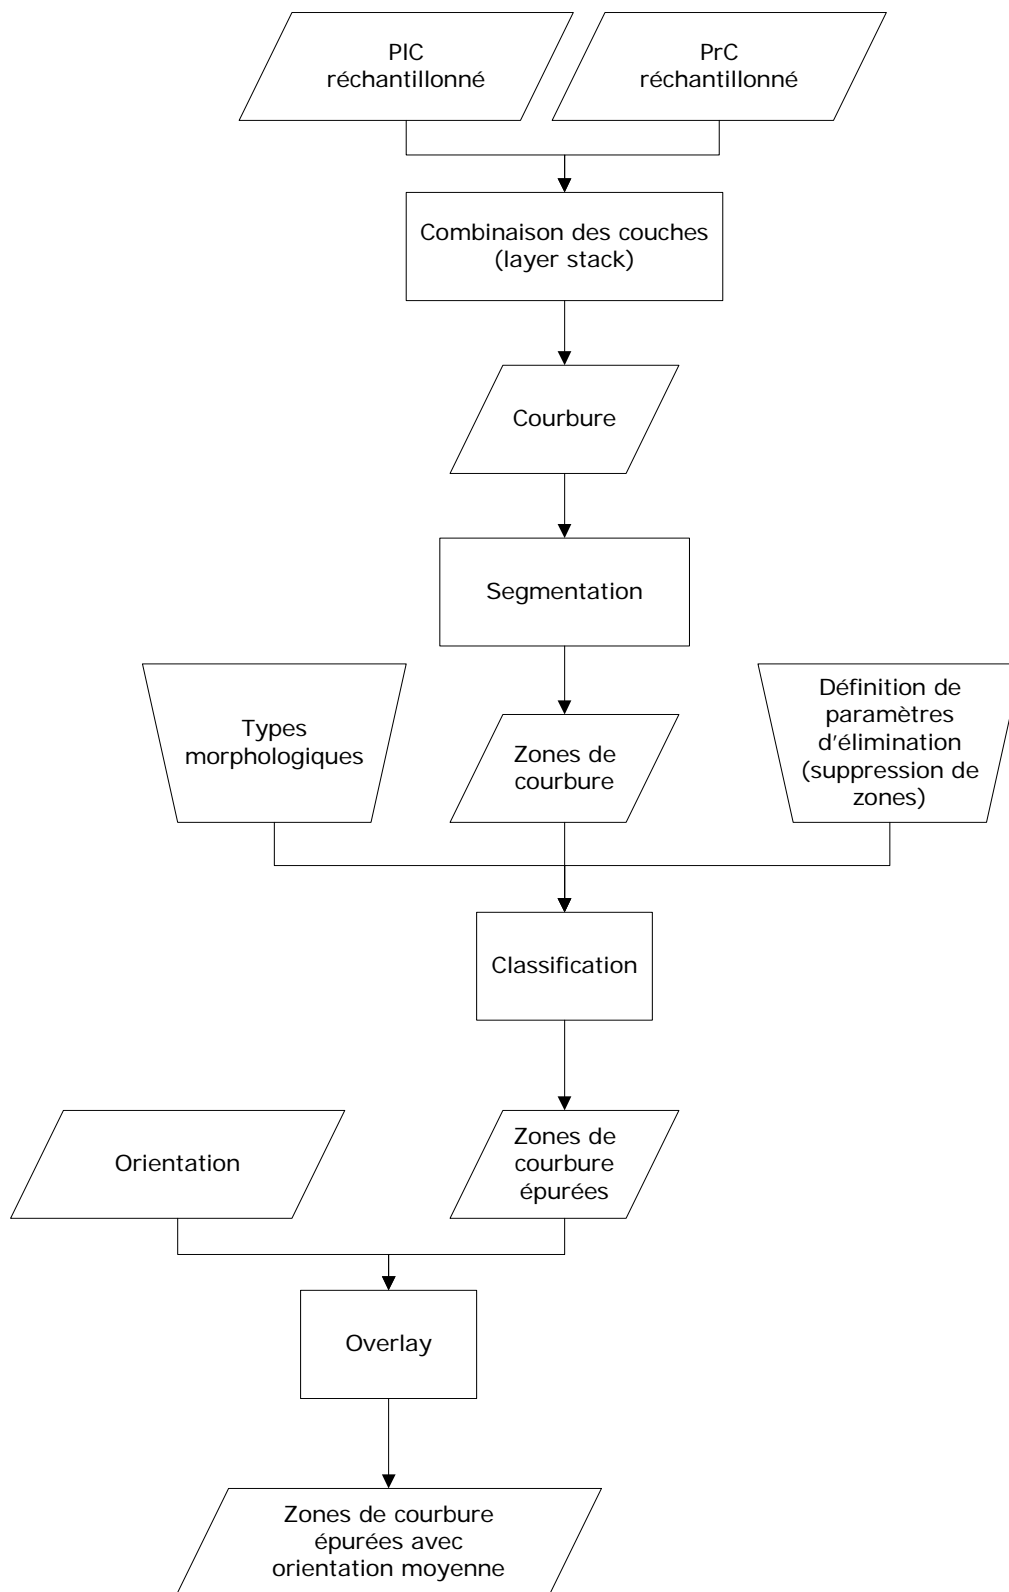 PlC
réchantillonné
PrC
réchantillonné
Combinaison des couches
(layer stack)
Courbure
Segmentation
Types
morphologiques
Zones de
courbure
Définition de
paramètres
d'élimination
(suppression de
zones)
Classification
Orientation
Zones de
courbure
épurées
Overlay
Zones de courbure
épurées avec
orientation moyenne